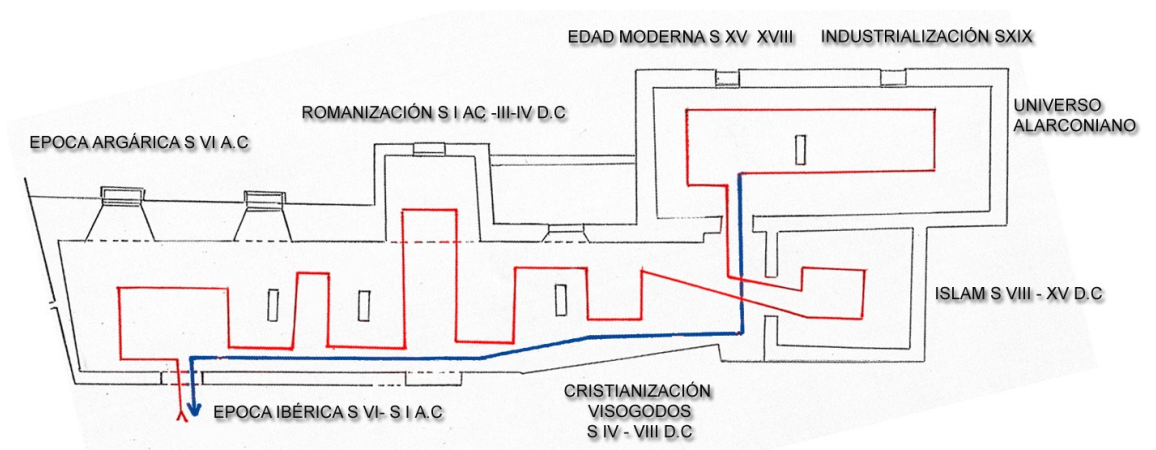 EDAD MODERNA S XV XVIII
INDUSTRIALIZACIÓN SXIX
ROMANIZACIÓN S I AC -III-IV D.C
UNIVERSO
ALARCONIANO
EPOCA ARGÁRICA S VI A.C
ISLAM S VIII - XV D.C
CRISTIANIZACIÓN
VISOGODOS
S IV - VIII D.C
EPOCA IBÉRICA S VI- S I A.C